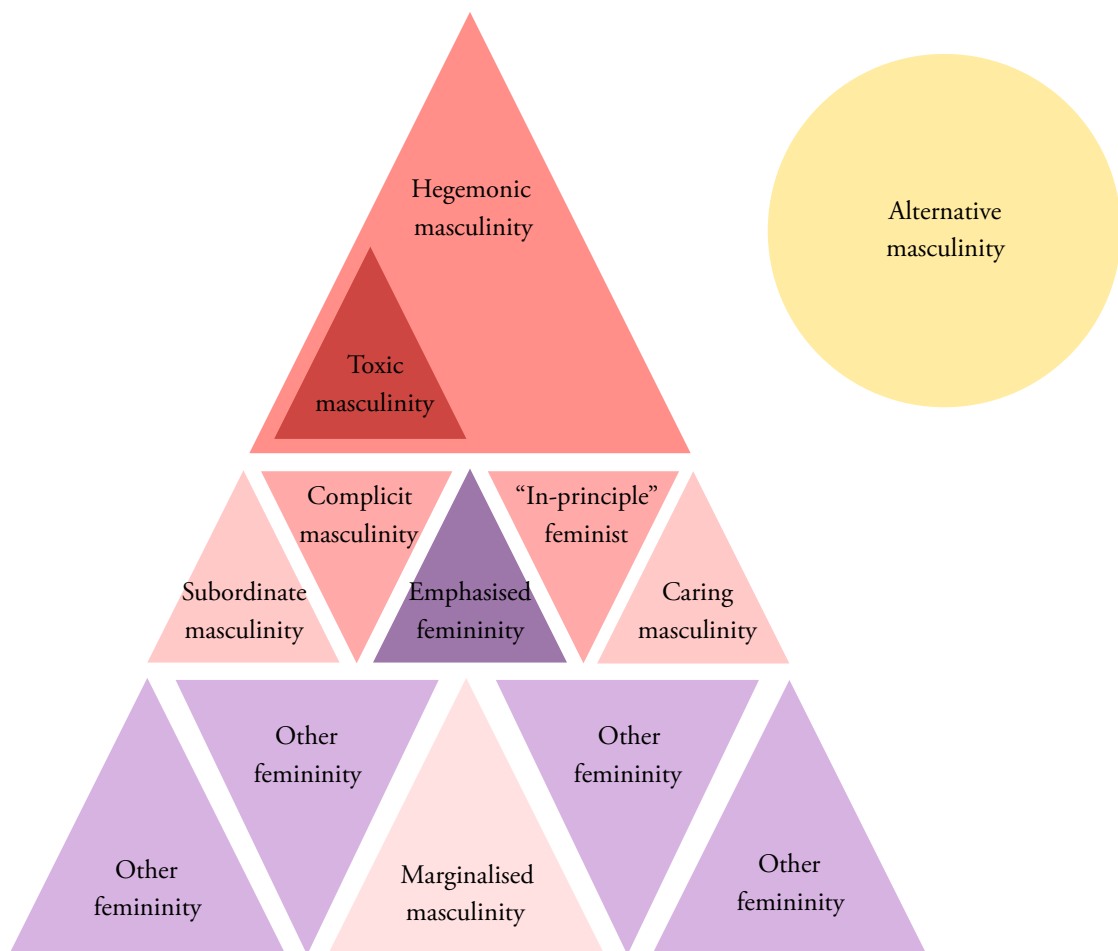 Hegemonic
masculinity
Alternative
masculinity
Toxic
masculinity
Complicit
masculinity
“In-principle”
feminist
Subordinate
masculinity
Emphasised
femininity
Caring
masculinity
Other
femininity
Other
femininity
Other
femininity
Marginalised
masculinity
Other
femininity